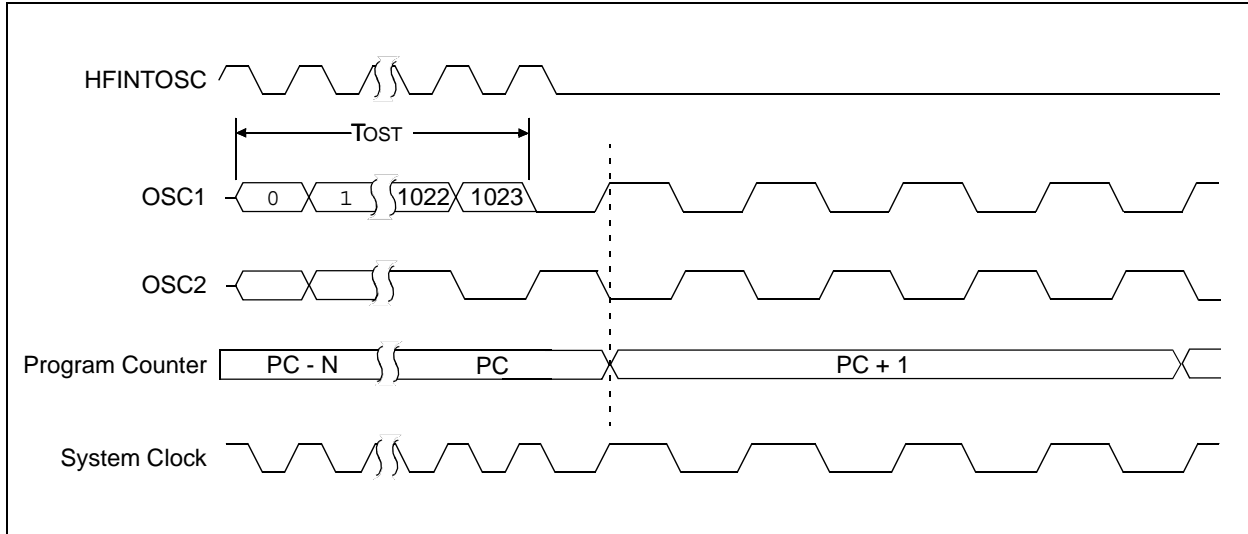 HFINTOSC
TOST
OSC1 0 1 1022 1023
OSC2
Program Counter PC - N PC PC + 1
System Clock